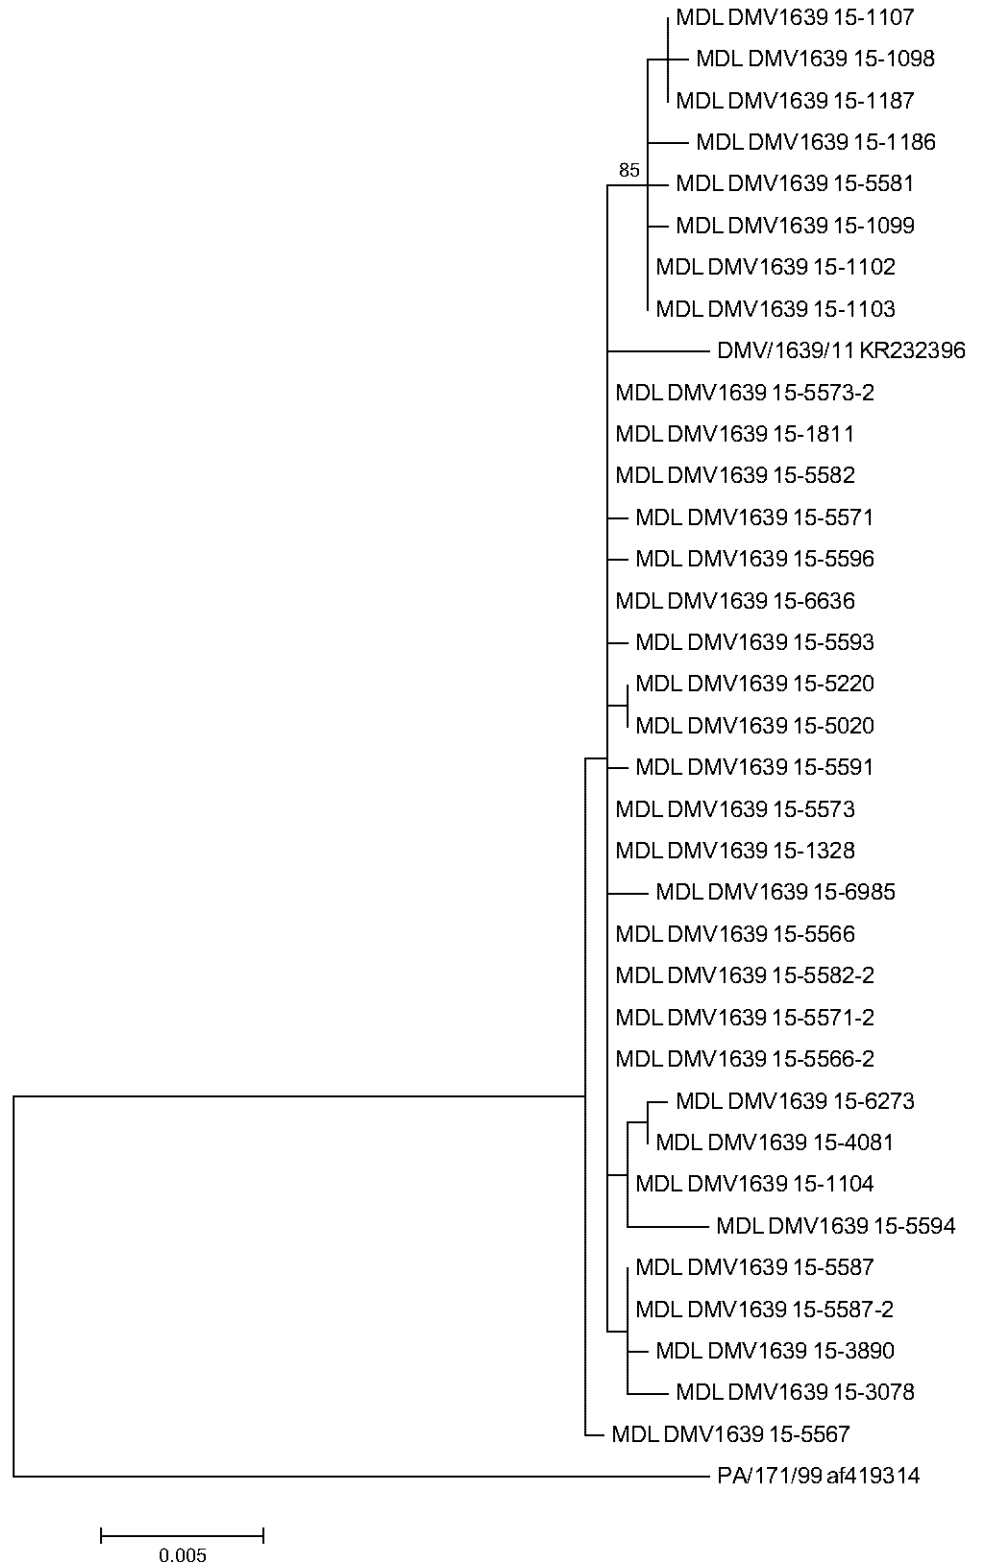 MDL DMV1639 15-1107
MDL DMV1639 15-1098
MDL DMV1639 15-1187
MDL DMV1639 15-1186
85
MDL DMV1639 15-5581
MDL DMV1639 15-1099
MDL DMV1639 15-1102
MDL DMV1639 15-1103
DMV/1639/11 KR232396
MDL DMV1639 15-5573-2
MDL DMV1639 15-1811
MDL DMV1639 15-5582
MDL DMV1639 15-5571
MDL DMV1639 15-5596
MDL DMV1639 15-6636
MDL DMV1639 15-5593
MDL DMV1639 15-5220
MDL DMV1639 15-5020
MDL DMV1639 15-5591
MDL DMV1639 15-5573
MDL DMV1639 15-1328
MDL DMV1639 15-6985
MDL DMV1639 15-5566
MDL DMV1639 15-5582-2
MDL DMV1639 15-5571-2
MDL DMV1639 15-5566-2
MDL DMV1639 15-6273
MDL DMV1639 15-4081
MDL DMV1639 15-1104
MDL DMV1639 15-5594
MDL DMV1639 15-5587
MDL DMV1639 15-5587-2
MDL DMV1639 15-3890
MDL DMV1639 15-3078
MDL DMV1639 15-5567
PA/171/99 af419314
0.005